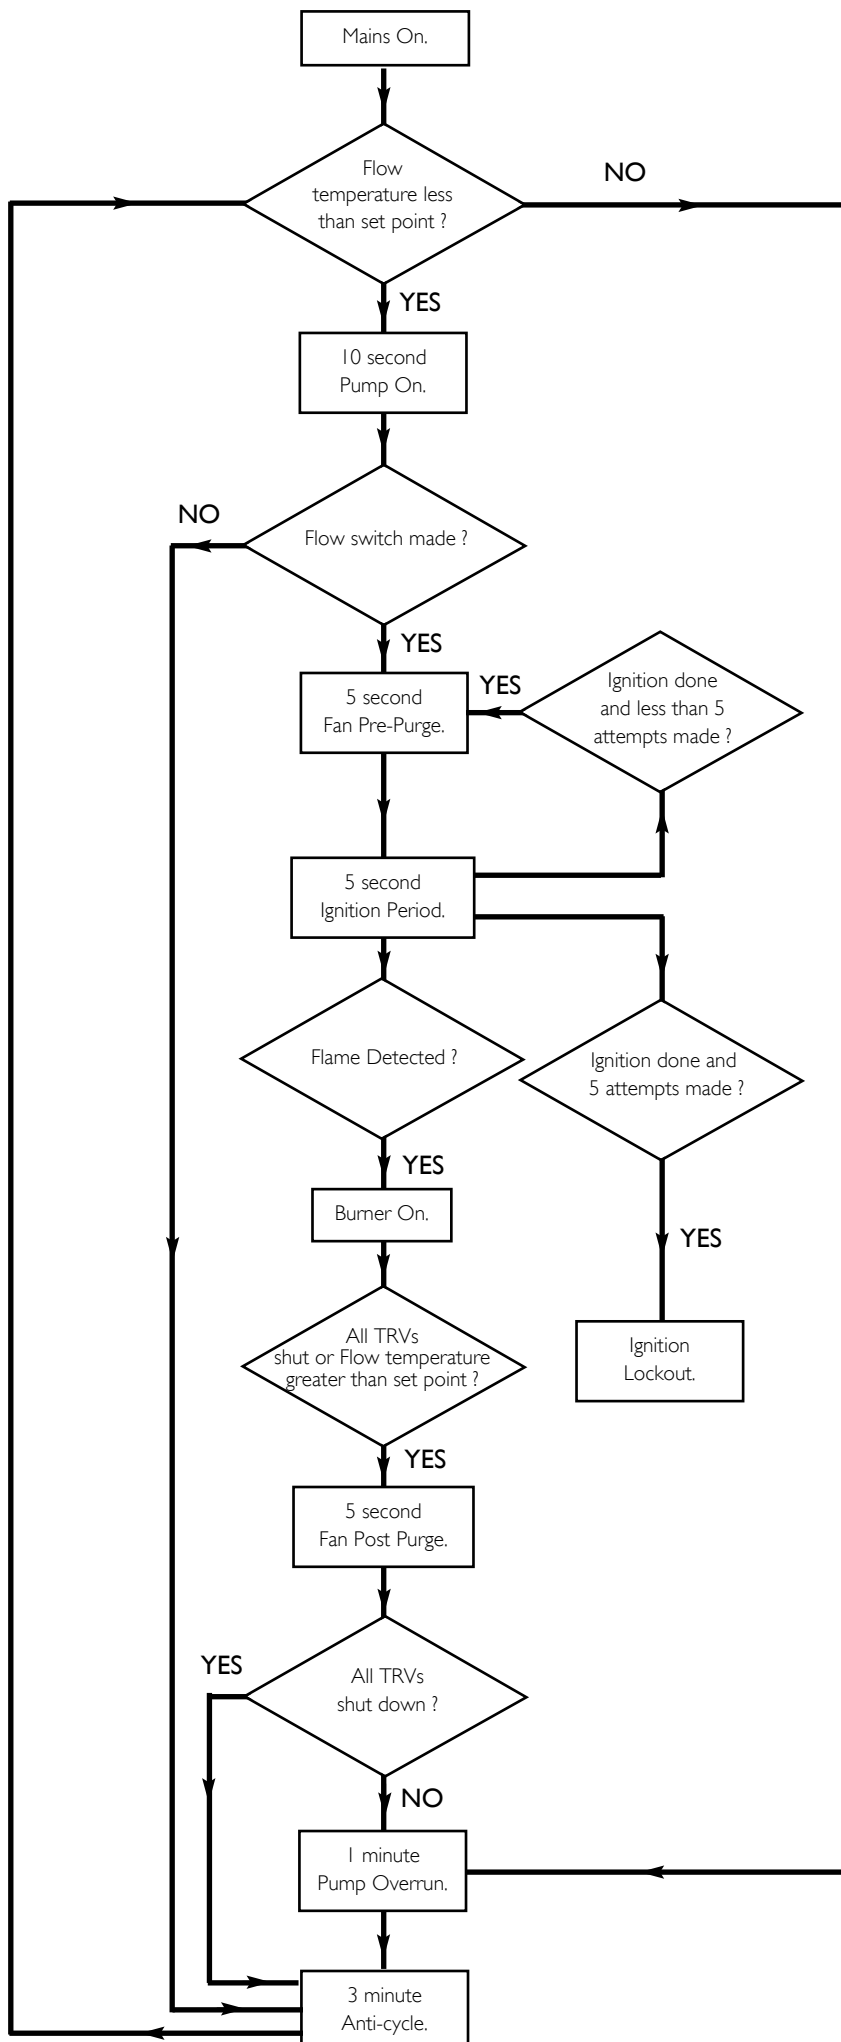 Mains On.
Flow
temperature less
than set point ?
NO
YES
10 second
Pump On.
NO
Flow switch made ?
YES
5 second
Fan Pre-Purge.
YES
Ignition done
and less than 5
attempts made ?
5 second
Ignition Period.
Flame Detected ?
Ignition done and
5 attempts made ?
YES
Burner On.
YES
All TRVs
shut or Flow temperature
greater than set point ?
Ignition
Lockout.
YES
5 second
Fan Post Purge.
YES
All TRVs
shut down ?
NO
1 minute
Pump Overrun.
3 minute
Anti-cycle.